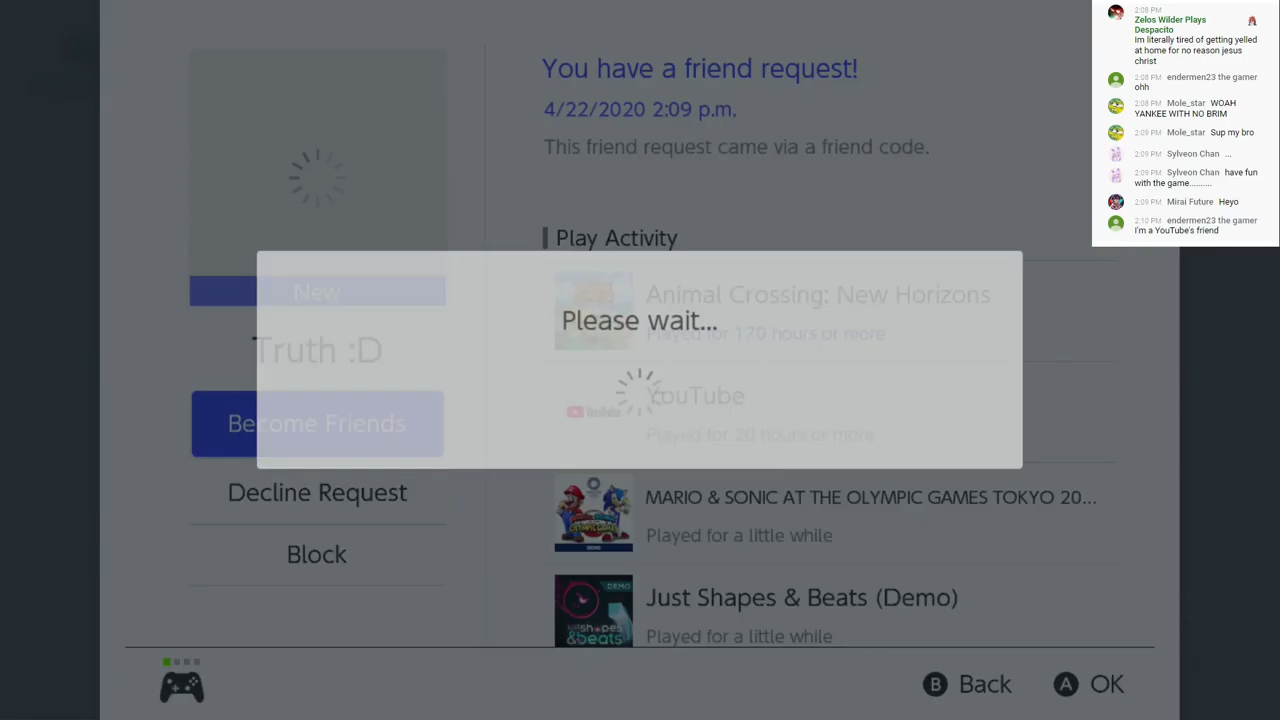 You have a friend request!
4/22/2020 2:09 p.m.
This friend request came via a friend code.
Play Activity
New
Truth :D
Become Friends
Decline Request
Block
Please wait...
Animal Crossing: New Horizons
Played for 170 hours or more
YouTube
YouTube
Played for 20 hours or more
MARIO & SONIC AT THE OLYMPIC GAMES TOKYO 20...
Played for a little while
DEMO
Just Shapes & Beats (Demo)
Played for a little while
B Back
A OK
2:08 PM
Zelos Wilder Plays
Despacito
Im literally tired of getting yelled
at home for no reason jesus
christ
2:08 PM endermen23 the gamer
ohh
2:08 PM Mole_star WOAH
YANKEE WITH NO BRIM
2:09 PM Mole_star Sup my bro
2:09 PM Sylveon Chan ...
2:09 PM Sylveon Chan have fun
with the game..........
2:09 PM Mirai Future Heyo
2:10 PM endermen23 the gamer
I'm a YouTube's friend